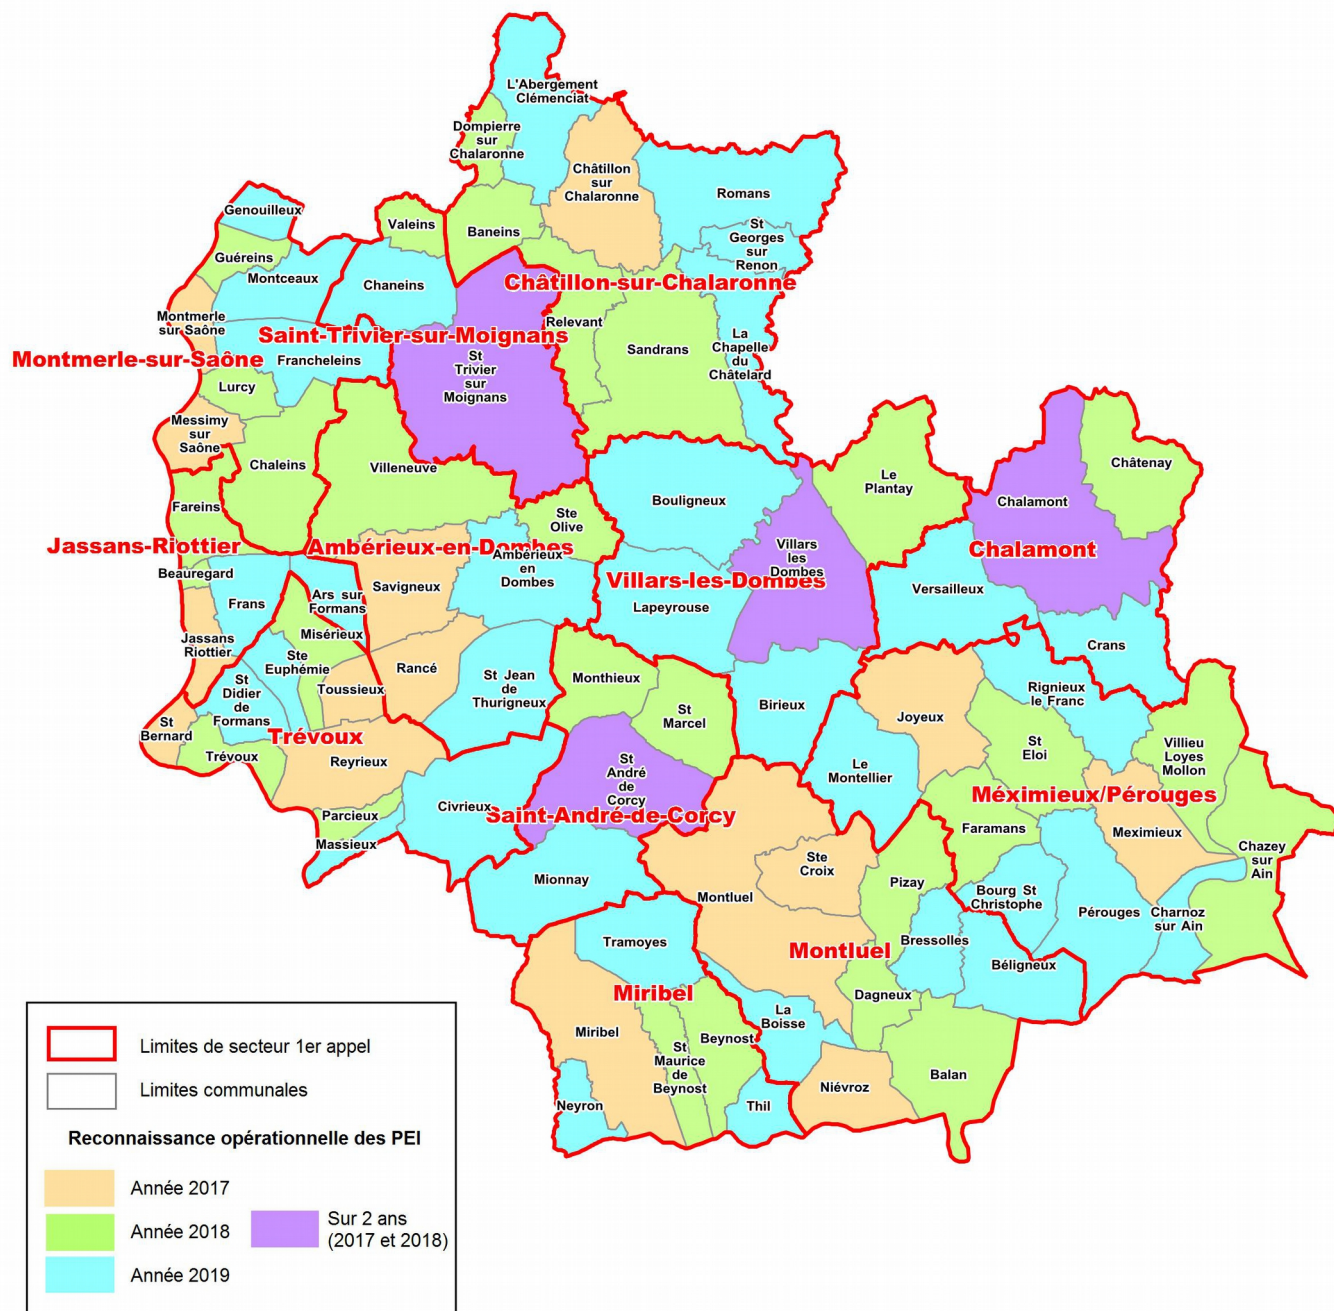 L'Abergement
Clémenciat
Dompierre
sur
Chalaronne
Châtillon
sur
Chalaronne
Romans
Genouilleux
Valeins
Baneins
St
Georges
sur
Renon
Guéreins
Montceaux
Chaneins
Châtillon-sur-Chalaronne
Montmerle
sur Saône
Saint-Trivier-sur-Moignans
Relevant
Sandrans
La
Chapelle
du
Châtelard
Montmerle-sur-Saône
Francheleins
St
Trivier
sur
Moignans
Lurcy
Messimy
sur
Saône
Chaleins
Villeneuve
Le
Plantay
Châtenay
Bouligneux
Chalamont
Fareins
Ste
Olive
Jassans-Riottier
Ambérieux-en-Dombes
Ambérieux
en
Dombes
Villars
les
Dombes
Chalamont
Beauregard
Savigneux
Villars-les-Dombes
Versailleux
Frans
Ars sur
Formans
Lapeyrouse
Jassans
Riottier
Misérieux
Crans
Ste
Euphémie
Rancé
St Jean
de
Thurigneux
Monthieux
St
Didier
de
Formans
Toussieux
Rignieux
le Franc
St
Marcel
Birieux
Joyeux
St
Bernard
Trévoux
Trévoux
Reyrieux
St
Eloi
Villieu
Loyes
Mollon
St
André
de
Corcy
Le
Montellier
Civrieux
Saint-André-de-Corcy
Méximieux/Pérouges
Parcieux
Massieux
Faramans
Meximieux
Chazey
sur
Ain
Ste
Croix
Mionnay
Montluel
Pizay
Bourg St
Christophe
Pérouges
Charnoz
sur Ain
Tramoyes
Montluel
Bressolles
Béligneux
Miribel
Dagneux
La
Boisse
Miribel
St
Maurice
de
Beynost
Beynost
Balan
Niévroz
Neyron
Thil
Limites de secteur 1er appel
Limites communales
Reconnaissance opérationnelle des PEI
Année 2017
Année 2018
Sur 2 ans
(2017 et 2018)
Année 2019